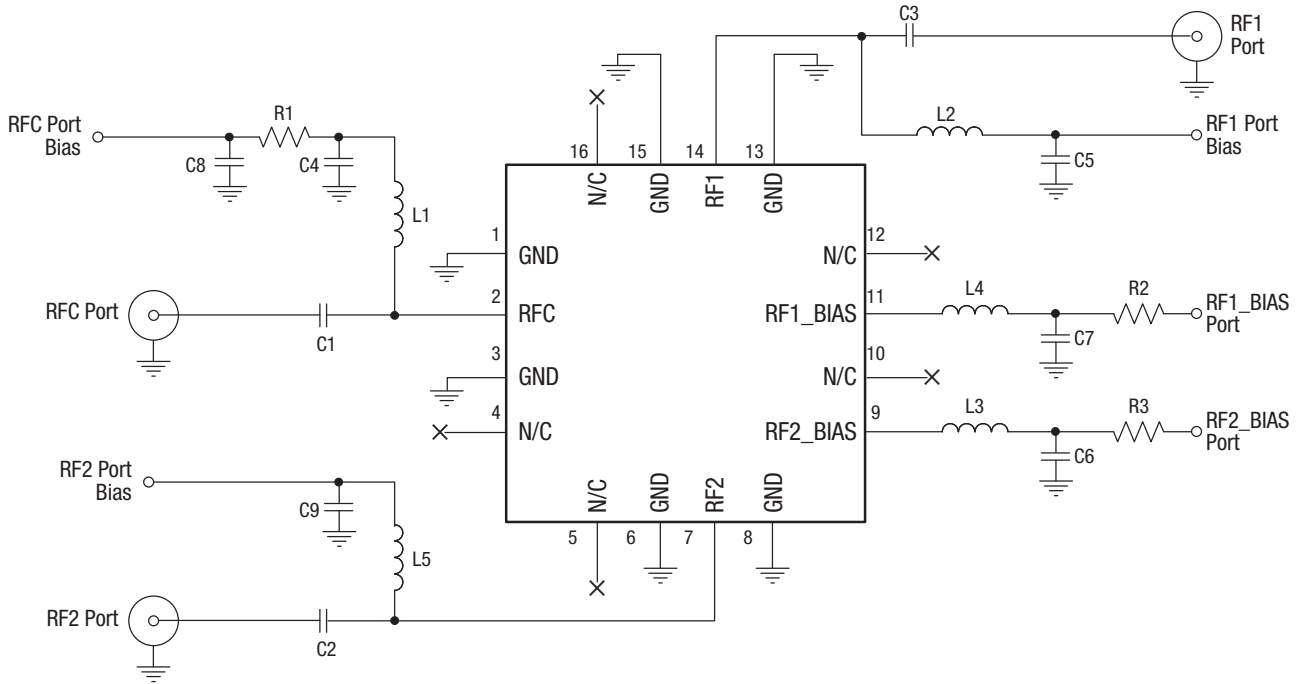 C3
RF1
Port
R1
L2
RFC Port
Bias
RF1 Port
Bias
C8
C4
C5
16
15
14
13
N/C
GND
RF1
GND
L1
1
GND
12
N/C
RFC Port
2
RFC
C1
11
RF1_BIAS
L4
R2
RF1_BIAS
Port
C7
3
GND
10
N/C
4
N/C
9
RF2_BIAS
L3
R3
RF2_BIAS
Port
C6
RF2 Port
Bias
C9
N/C
GND
RF2
GND
5
6
7
8
L5
RF2 Port
C2